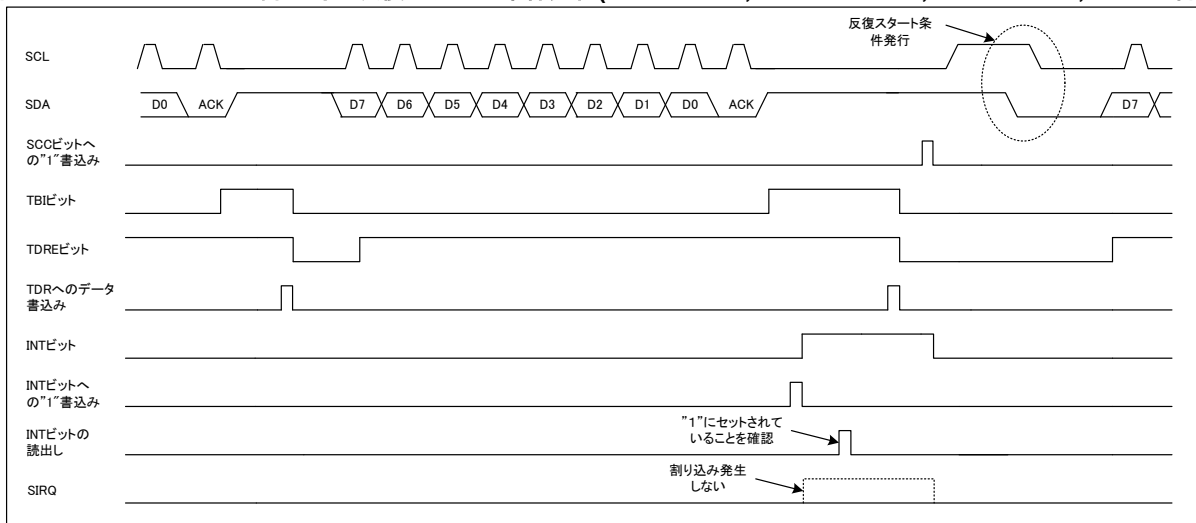 反復スタート条
件発行
SCL
SDA
D0 ACK D7 D6 D5 D4 D3 D2 D1 D0 ACK D7
SCCビットへ
の"1"書込み
TBIビット
TDREビット
TDRへのデータ
書込み
INTビット
INTビットへ
の"1"書込み
"1"にセットされて
いることを確認
INTビットの
読出し
割り込み発生
しない
SIRQ